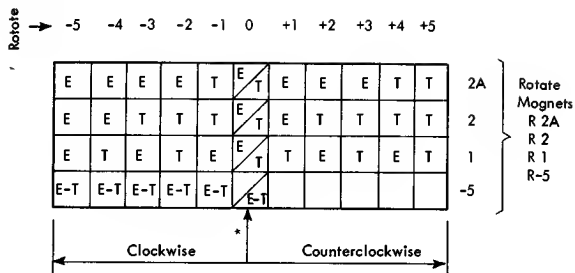 Rotate → -5 -4 -3 -2 -1 0 +1 +2 +3 +4 +5
E E E E T E/T E E E T T 2A
E E T T T E/T E T T T T 2
E T E T E E/T T E T E T 1
E-T E-T E-T E-T E-T E-T -5
Rotate
Magnets
R 2A
R 2
R 1
R-5
*
Clockwise Counterclockwise